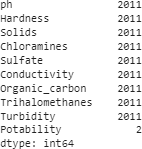 ph 2011
Hardness 2011
Solids 2011
Chloramines 2011
Sulfate 2011
Conductivity 2011
Organic_carbon 2011
Trihalomethanes 2011
Turbidity 2011
Potability 2
dtype: int64